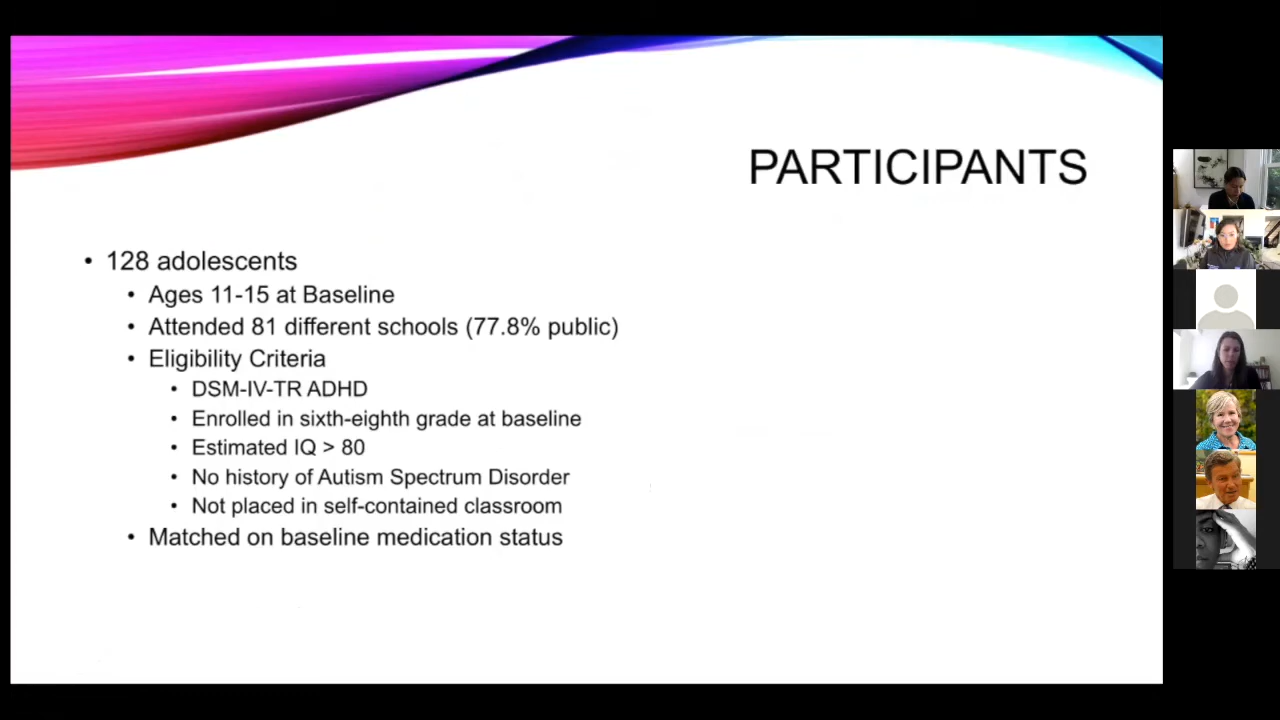 PARTICIPANTS
• 128 adolescents
• Ages 11-15 at Baseline
• Attended 81 different schools (77.8% public)
• Eligibility Criteria
• DSM-IV-TR ADHD
• Enrolled in sixth-eighth grade at baseline
• Estimated IQ > 80
• No history of Autism Spectrum Disorder
• Not placed in self-contained classroom
• Matched on baseline medication status